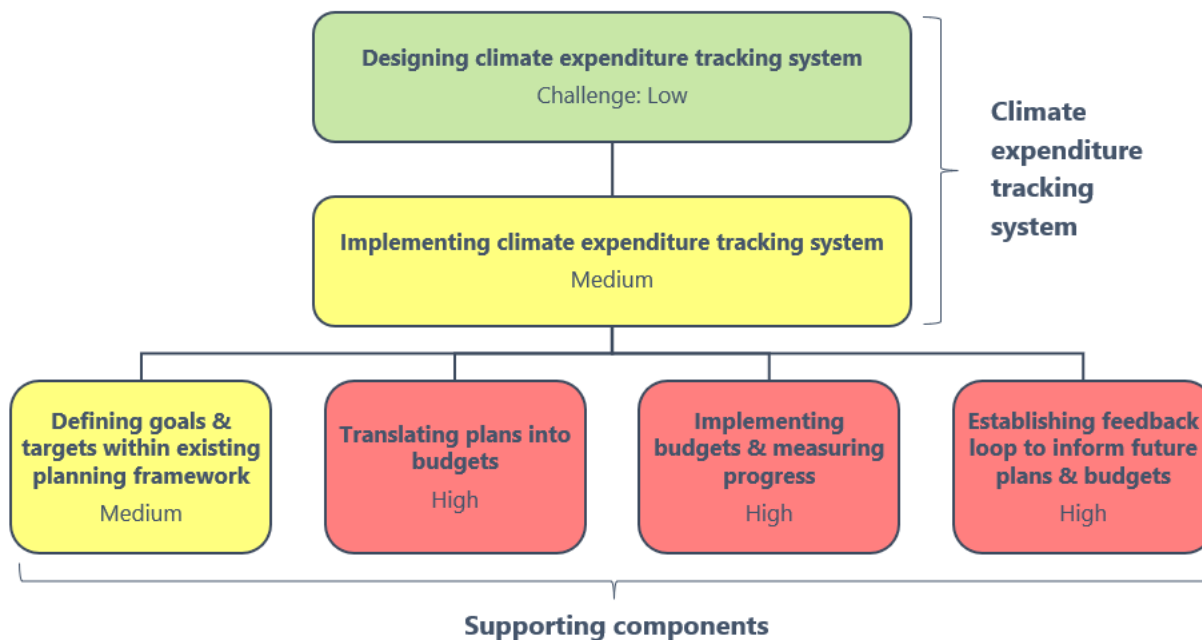 Designing climate expenditure tracking system
Challenge: Low
Climate
expenditure
tracking
system
Implementing climate expenditure tracking system
Medium
Defining goals &
targets within existing
planning framework
Medium
Translating plans into
budgets
High
Implementing
budgets & measuring
progress
High
Establishing feedback
loop to inform future
plans & budgets
High
Supporting components